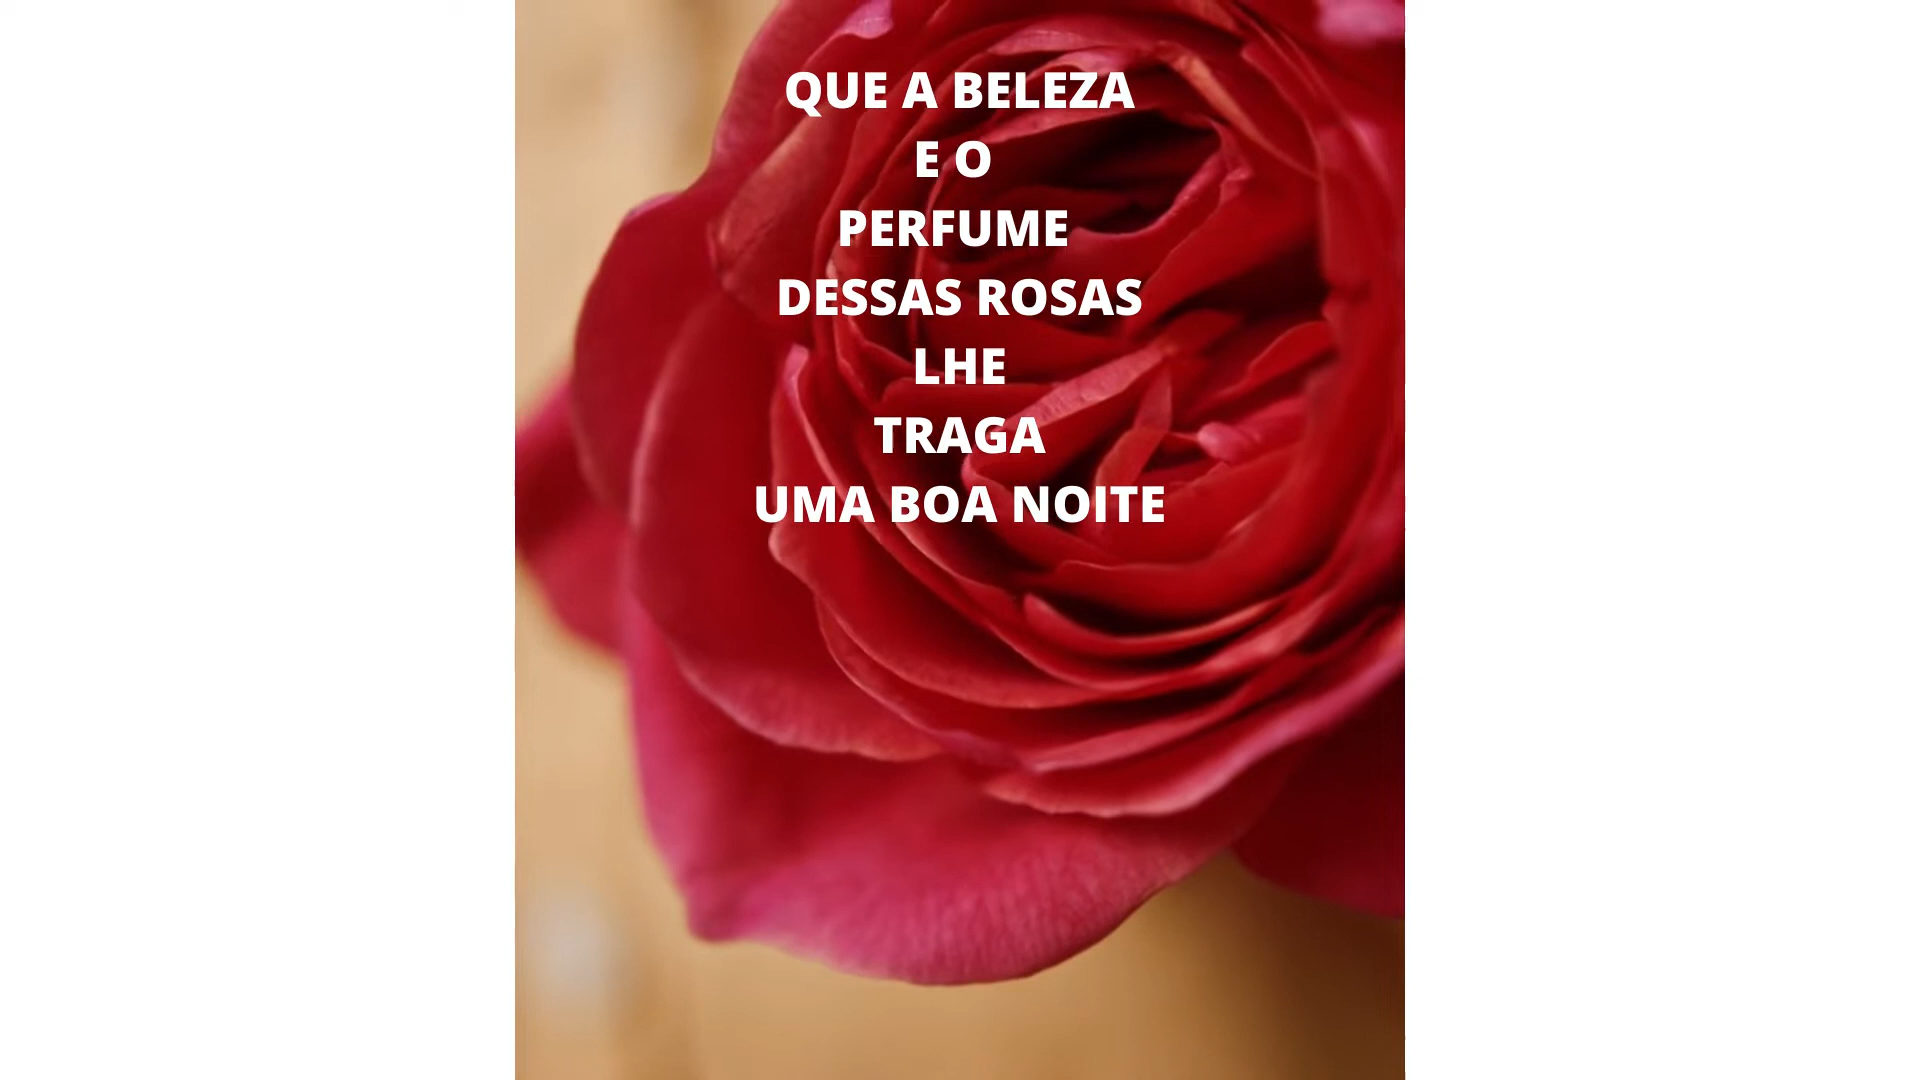 QUE A BELEZA
E O
PERFUME
DESSAS ROSAS
LHE
TRAGA
UMA BOA NOITE